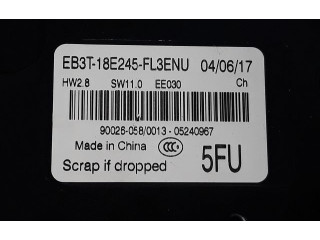 EB3T-18E245-FL3ENU 04/06/17
HW2.8 SW11.0 EE030 Ch
90026-058/0013 - 05240967
Made in China CCC 5FU
Scrap if dropped